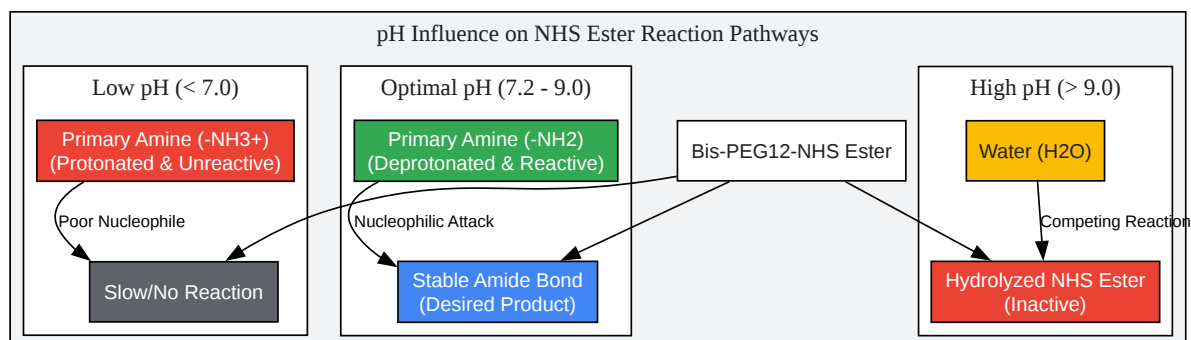 pH Influence on NHS Ester Reaction Pathways
Low pH (< 7.0)
Primary Amine (-NH3+)
(Protonated & Unreactive)
Poor Nucleophile
Slow/No Reaction
Optimal pH (7.2 - 9.0)
Primary Amine (-NH2)
(Deprotonated & Reactive)
Nucleophilic Attack
Stable Amide Bond
(Desired Product)
Bis-PEG12-NHS Ester
High pH (> 9.0)
Water (H2O)
Competing Reaction
Hydrolyzed NHS Ester
(Inactive)